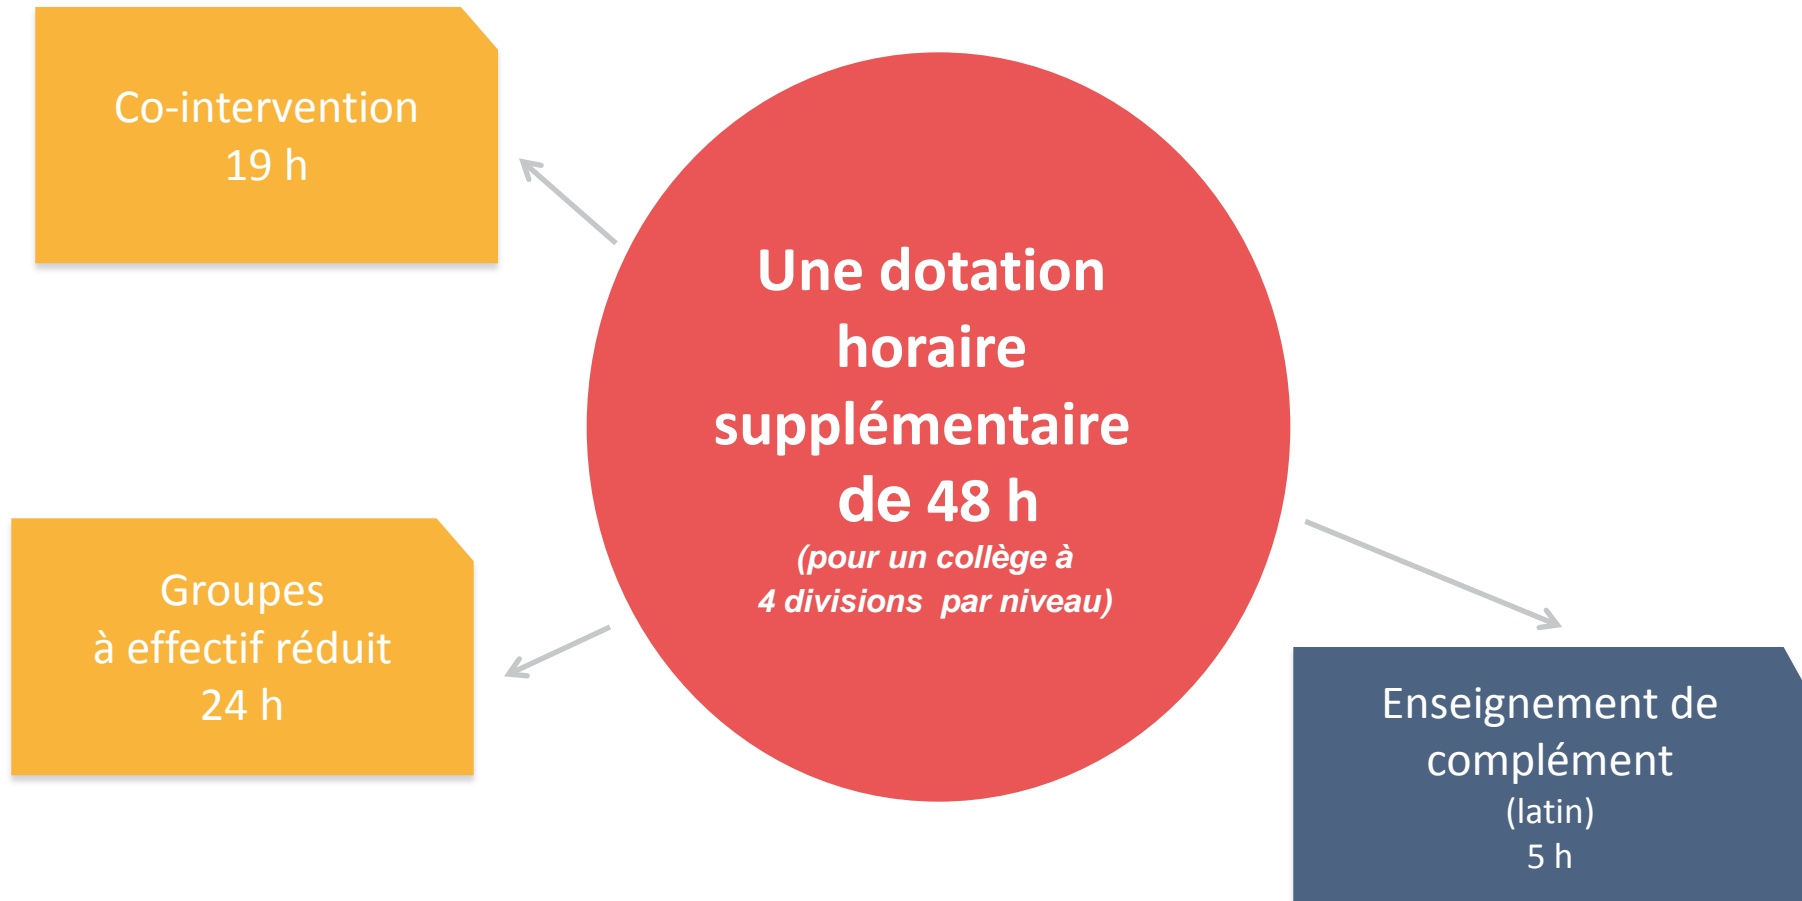 Co-intervention
19 h
Une dotation
horaire
supplémentaire
de 48 h
(pour un collège à
4 divisions par niveau)
Groupes
à effectif réduit
24 h
Enseignement de
complément
(latin)
5 h